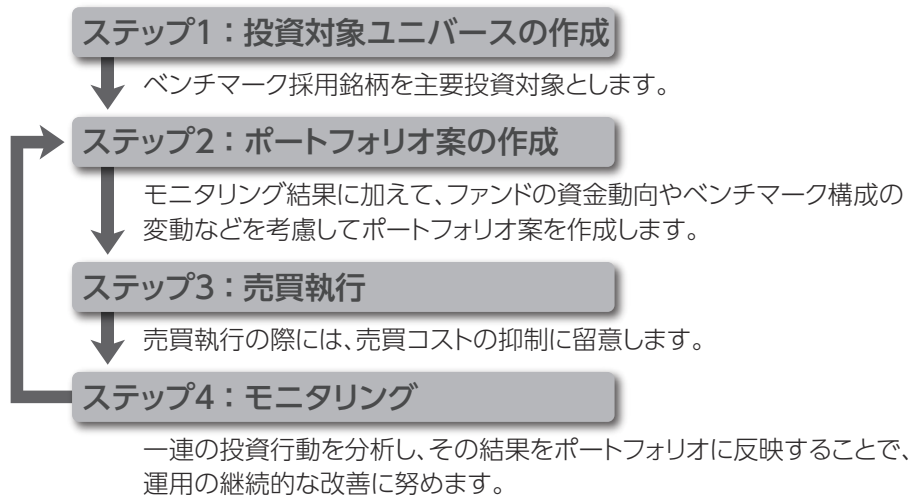 ステップ1：投資対象ユニバースの作成
ベンチマーク採用銘柄を主要投資対象とします。
ステップ2：ポートフォリオ案の作成
モニタリング結果に加えて、ファンドの資金動向やベンチマーク構成の
変動などを考慮してポートフォリオ案を作成します。
ステップ3：売買執行
売買執行の際には、売買コストの抑制に留意します。
ステップ4：モニタリング
一連の投資行動を分析し、その結果をポートフォリオに反映することで、
運用の継続的な改善に努めます。